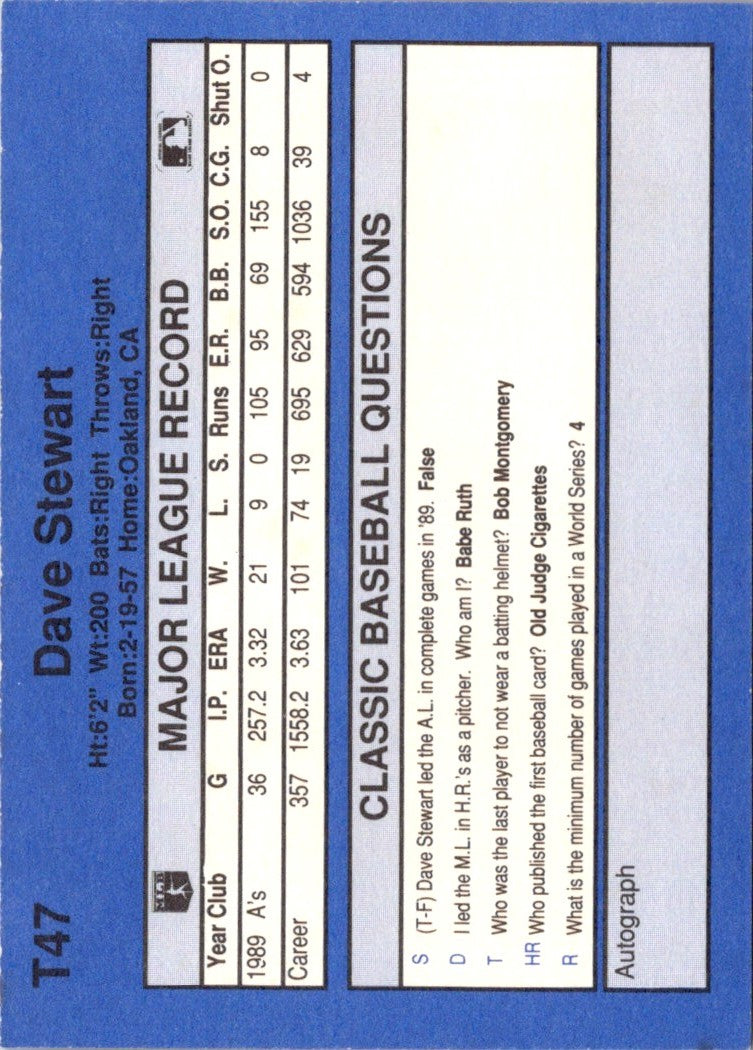 T47
Dave Stewart
Ht:6'2" Wt:200 Bats:Right Throws:Right
Born:2-19-57 Home:Oakland, CA
MAJOR LEAGUE RECORD
Year Club G I.P. ERA W. L. S. Runs E.R. B.B. S.O. C.G. Shut O.
1989 A's 36 257.2 3.32 21 9 0 105 95 69 155 8 0
Career 357 1558.2 3.63 101 74 19 695 629 594 1036 39 4
CLASSIC BASEBALL QUESTIONS
S (T-F) Dave Stewart led the A.L. in complete games in '89. False
D I led the M.L. in H.R.'s as a pitcher. Who am I? Babe Ruth
T Who was the last player to not wear a batting helmet? Bob Montgomery
HR Who published the first baseball card? Old Judge Cigarettes
R What is the minimum number of games played in a World Series? 4
Autograph